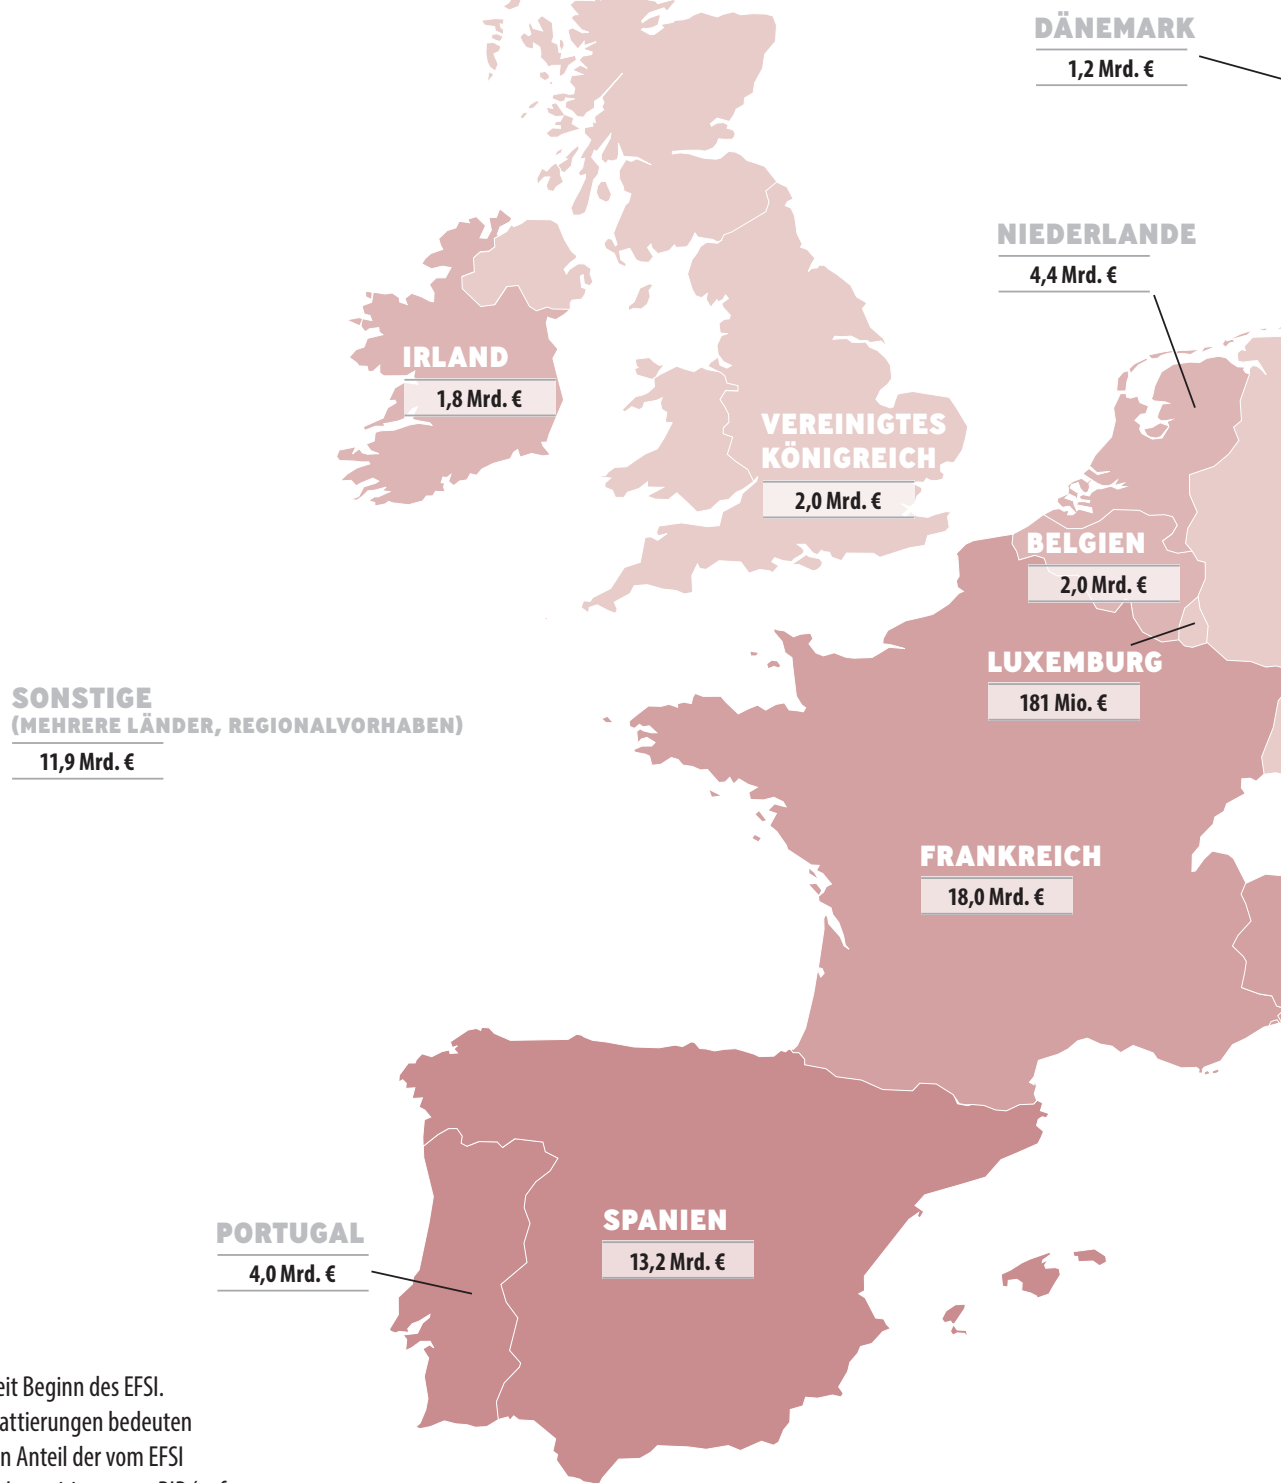 DÄNEMARK
1,2 Mrd. €
NIEDERLANDE
4,4 Mrd. €
IRLAND
1,8 Mrd. €
VEREINIGTES
KÖNIGREICH
2,0 Mrd. €
BELGIEN
2,0 Mrd. €
LUXEMBURG
181 Mio. €
SONSTIGE
(MEHRERE LÄNDER, REGIONALVORHABEN)
11,9 Mrd. €
FRANKREICH
18,0 Mrd. €
SPANIEN
13,2 Mrd. €
PORTUGAL
4,0 Mrd. €
eit Beginn des EFSI.
attierungen bedeuten
n Anteil der vom EFSI